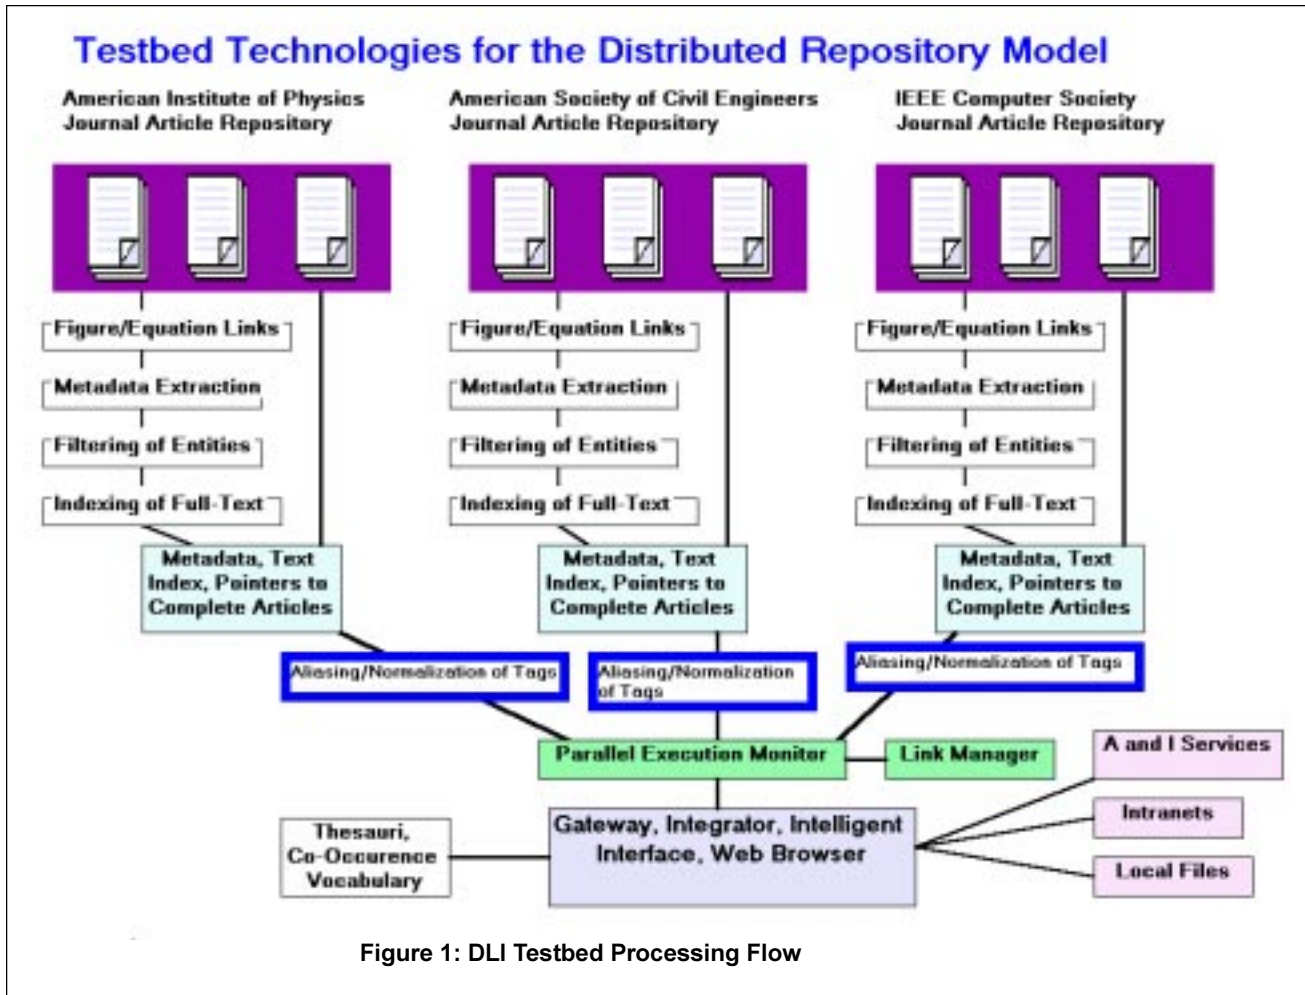 Testbed Technologies for the Distributed Repository Model
American Institute of Physics
Journal Article Repository
American Society of Civil Engineers
Journal Article Repository
IEEE Computer Society
Journal Article Repository
Figure/Equation Links
Metadata Extraction
Filtering of Entities
Indexing of Full-Text
Metadata, Text
Index, Pointers to
Complete Articles
Figure/Equation Links
Metadata Extraction
Filtering of Entities
Indexing of Full-Text
Metadata, Text
Index, Pointers to
Complete Articles
Figure/Equation Links
Metadata Extraction
Filtering of Entities
Indexing of Full-Text
Metadata, Text
Index, Pointers to
Complete Articles
Aliasing/Normalization of Tags
Aliasing/Normalization
of Tags
Aliasing/Normalization of Tags
Parallel Execution Monitor
Link Manager
A and I Services
Intranets
Local Files
Gateway, Integrator, Intelligent
Interface, Web Browser
Thesauri,
Co-Occurence
Vocabulary
Figure 1: DLI Testbed Processing Flow